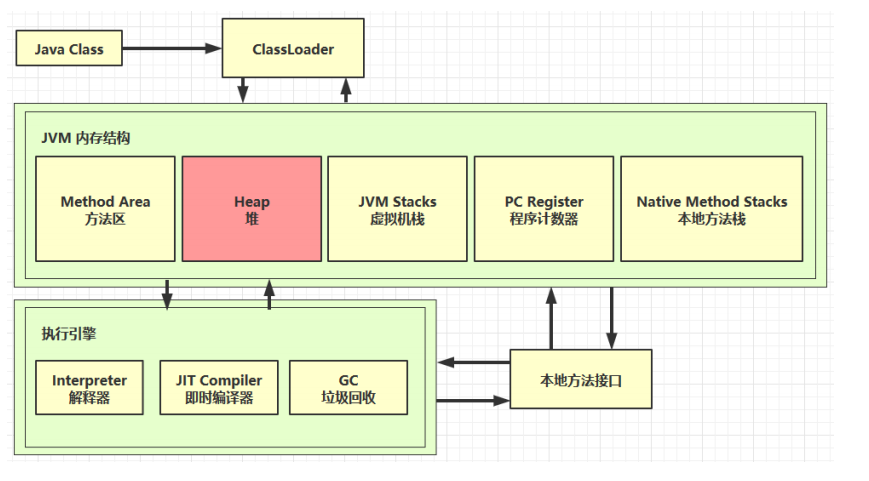 Java Class
ClassLoader
JVM 内存结构
Method Area
方法区
Heap
堆
JVM Stacks
虚拟机栈
PC Register
程序计数器
Native Method Stacks
本地方法栈
执行引擎
Interpreter
解释器
JIT Compiler
即时编译器
GC
垃圾回收
本地方法接口